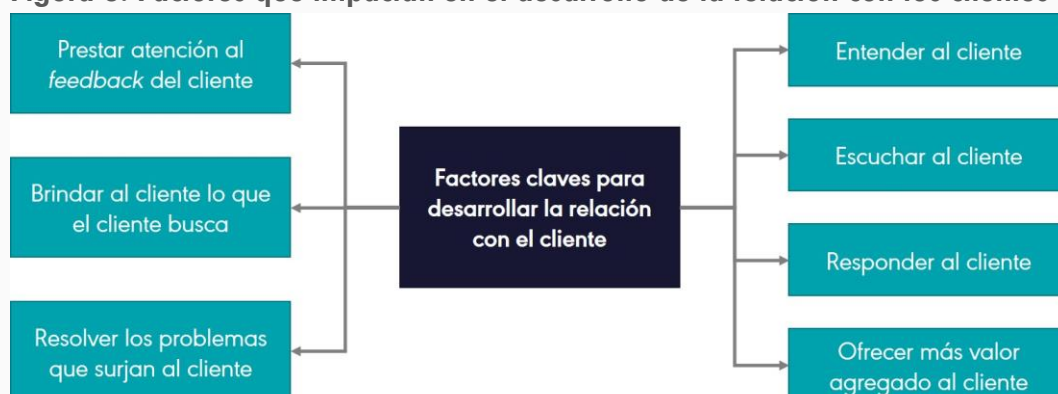 Prestar atención al
feedback del cliente
Brindar al cliente lo que
el cliente busca
Resolver los problemas
que surjan al cliente
Factores claves para
desarrollar la relación
con el cliente
Entender al cliente
Escuchar al cliente
Responder al cliente
Ofrecer más valor
agregado al cliente